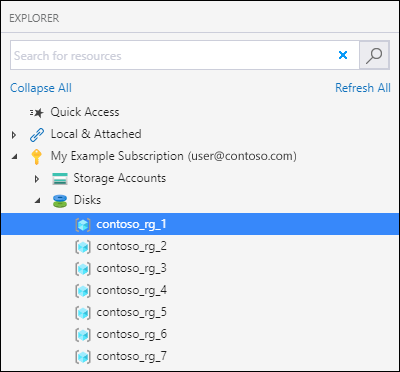 EXPLORER
Search for resources
Collapse All Refresh All
Quick Access
Local & Attached
My Example Subscription (user@contoso.com)
Storage Accounts
Disks
contoso_rg_1
contoso_rg_2
contoso_rg_3
contoso_rg_4
contoso_rg_5
contoso_rg_6
contoso_rg_7